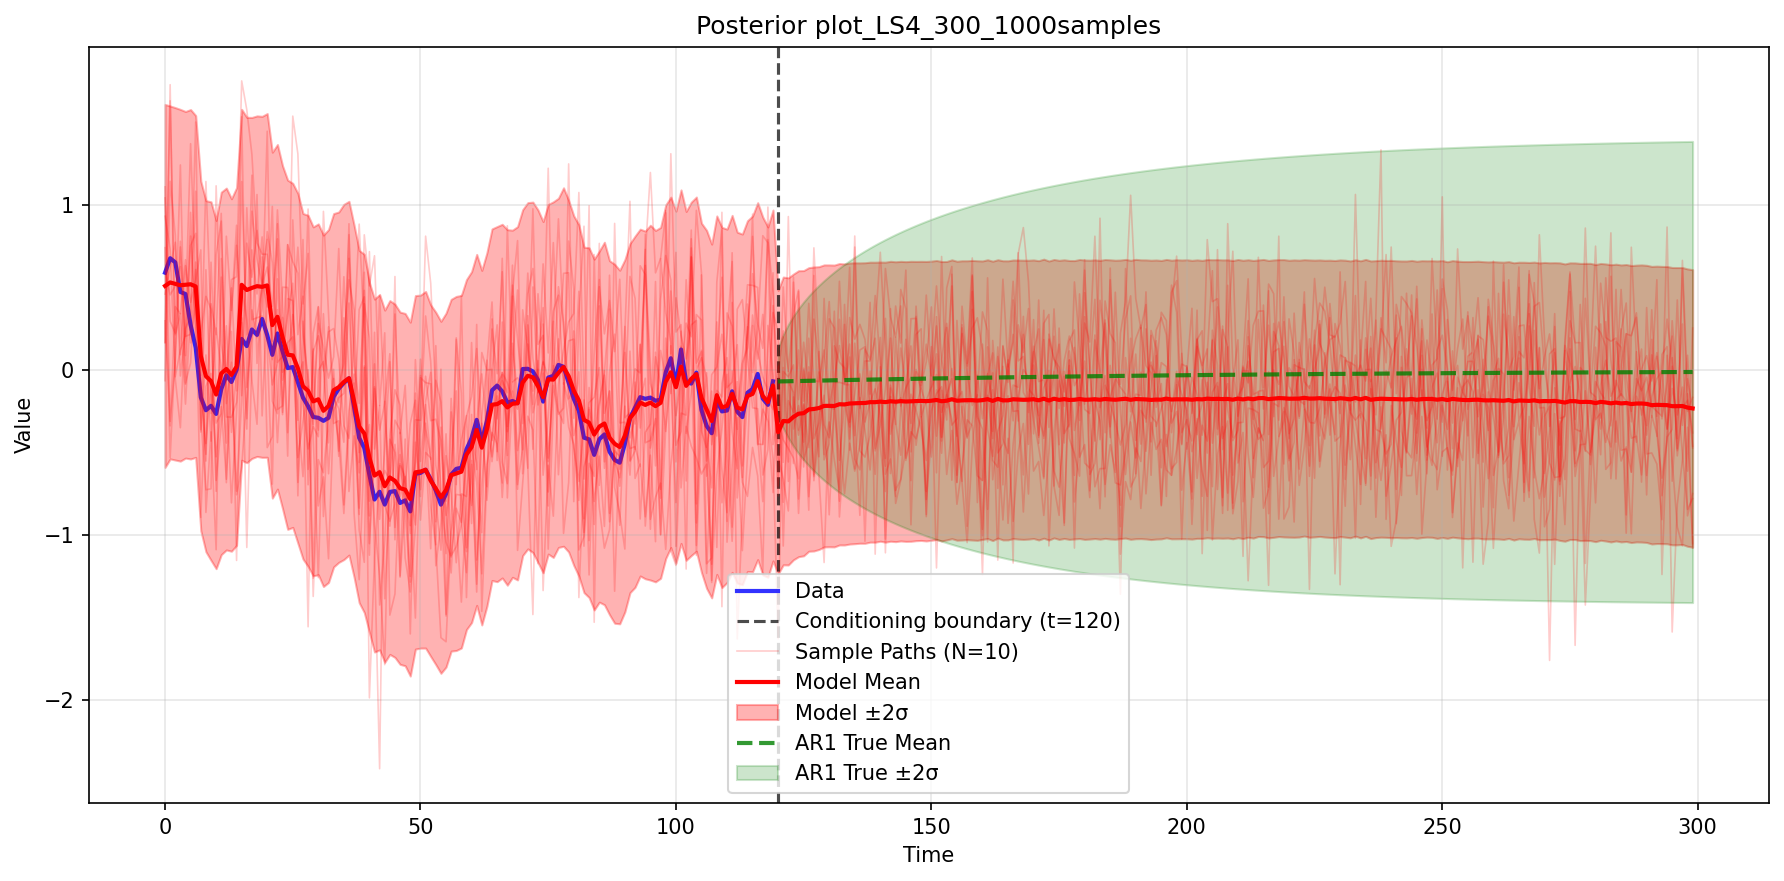 Posterior plot_LS4_300_1000samples
Value
1
0
−1
−2
Data
Conditioning boundary (t=120)
Sample Paths (N=10)
Model Mean
Model ±2σ
AR1 True Mean
AR1 True ±2σ
0 50 100 150 200 250 300
Time